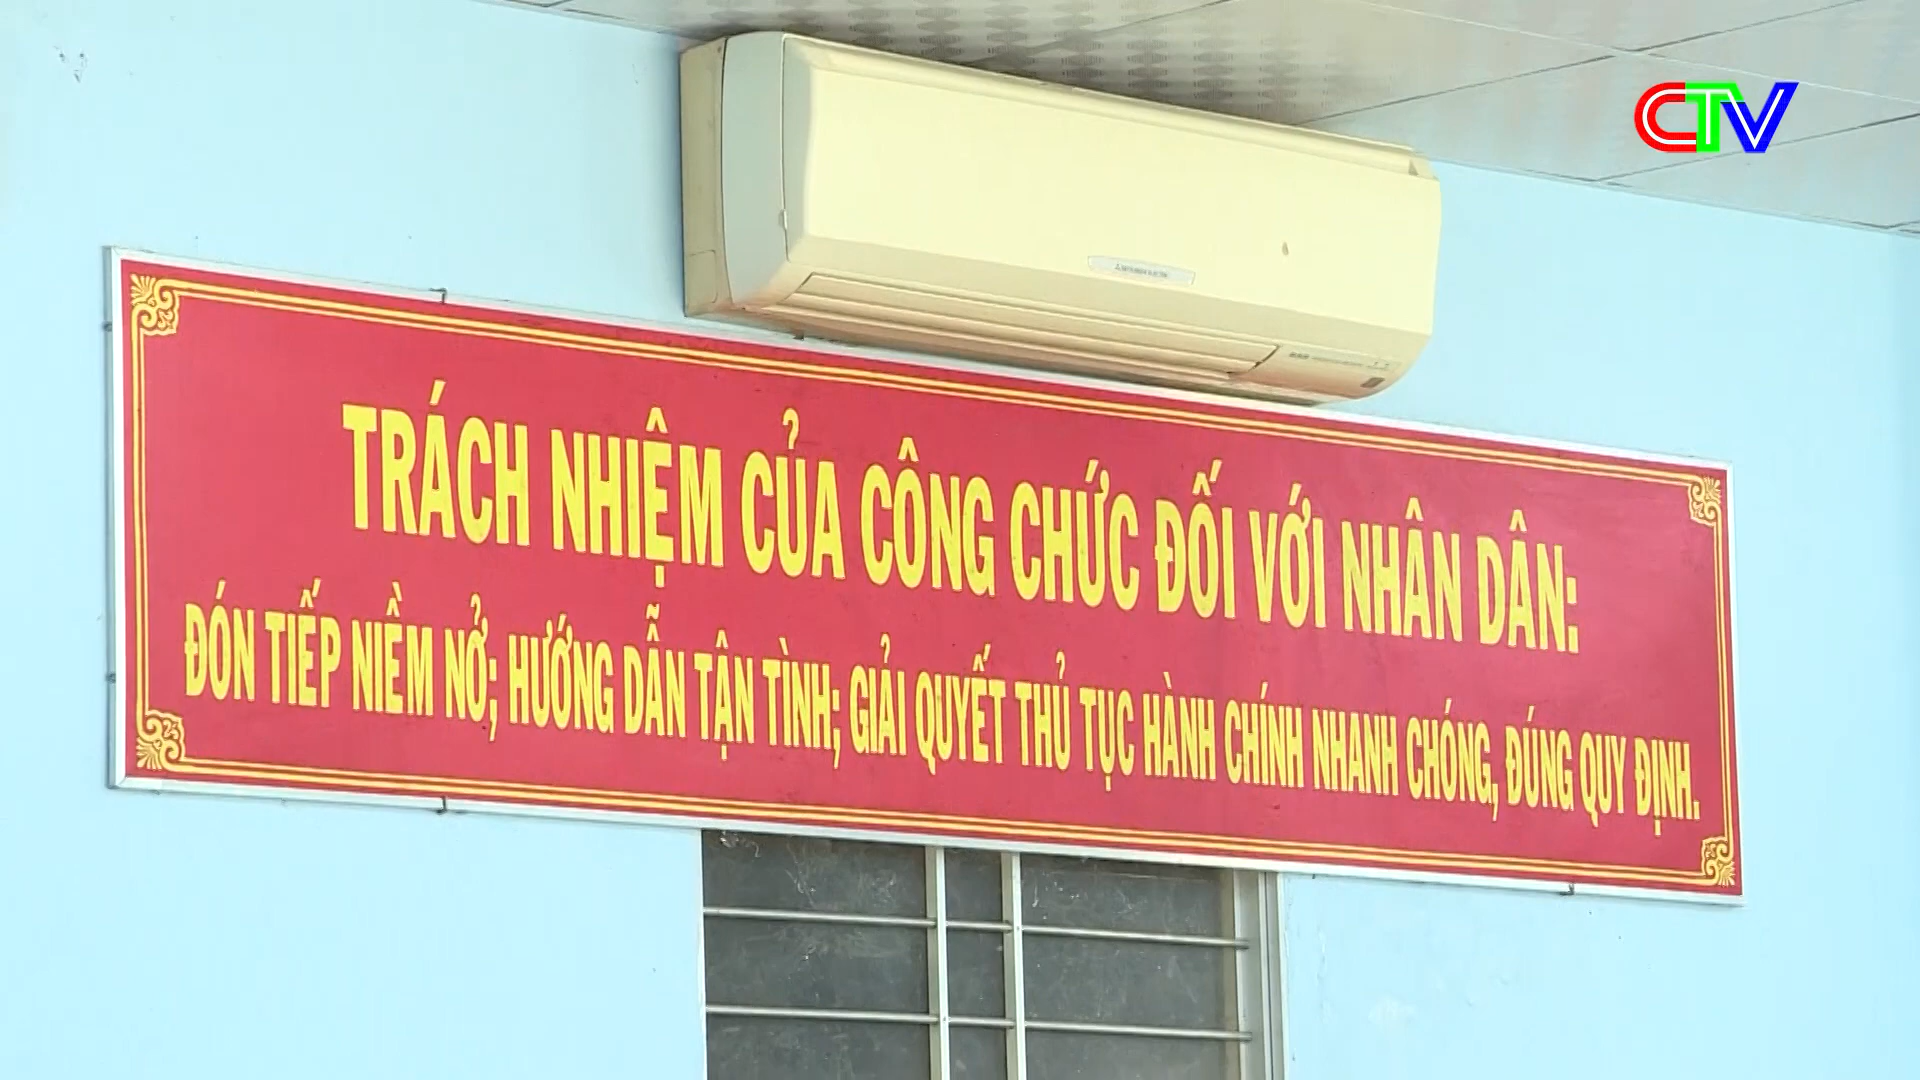 CTV
TRÁCH NHIỆM CỦA CÔNG CHỨC ĐỐI VỚI NHÂN DÂN:
ĐÓN TIẾP NIỀM NỞ; HƯỚNG DẪN TẬN TÌNH; GIẢI QUYẾT THỦ TỤC HÀNH CHÍNH NHANH CHÓNG, ĐÚNG QUY ĐỊNH.